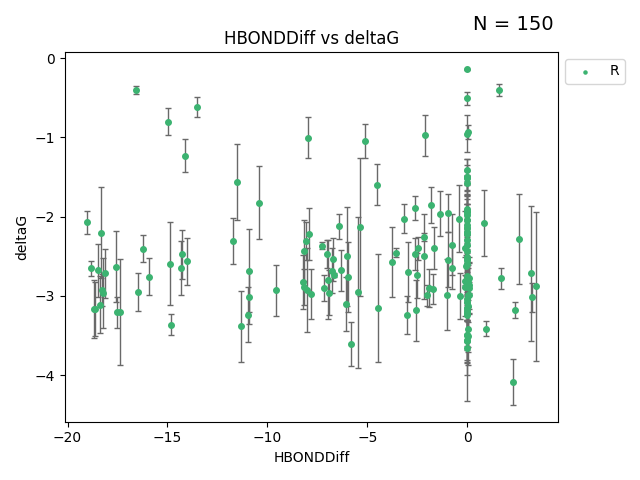 N = 150
HBONDDiff vs deltaG
R
deltaG
0
−1
−2
−3
−4
−20 −15 −10 −5 0
HBONDDiff